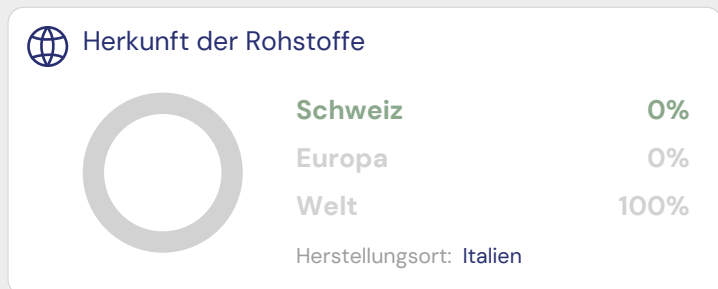 Herkunft der Rohstoffe
Schweiz 0%
Europa 0%
Welt 100%
Herstellungsort: Italien